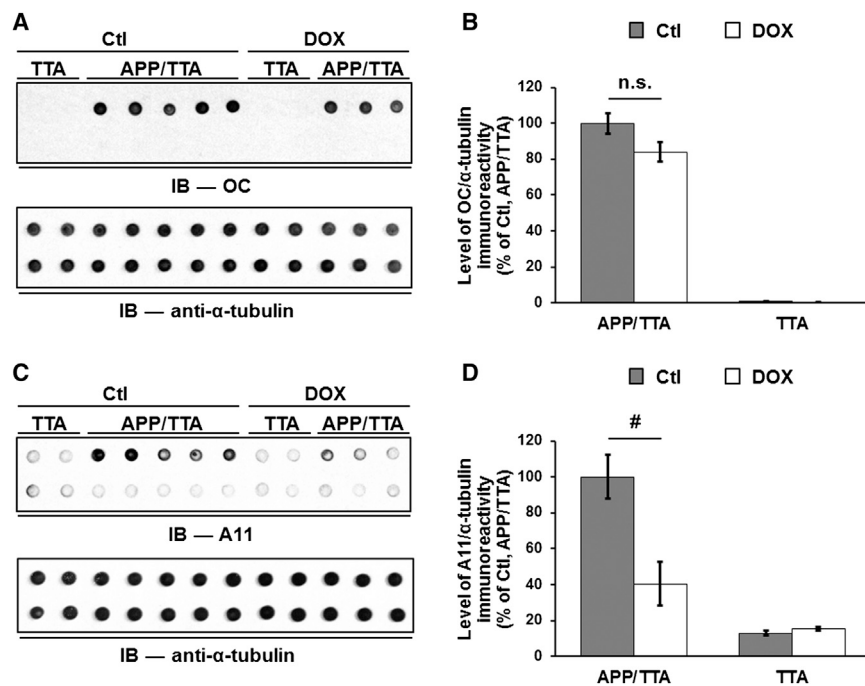 A
Ctl DOX
TTA APP/TTA TTA APP/TTA
IB — OC
IB — anti-α-tubulin
B
Ctl DOX
Level of OC/α-tubulin
immunoreactivity
(% of Ctl, APP/TTA)
120
100
80
60
40
20
0
n.s.
APP/TTA TTA
C
Ctl DOX
TTA APP/TTA TTA APP/TTA
IB — A11
IB — anti-α-tubulin
D
Ctl DOX
Level of A11/α-tubulin
immunoreactivity
(% of Ctl, APP/TTA)
120
100
80
60
40
20
0
#
APP/TTA TTA